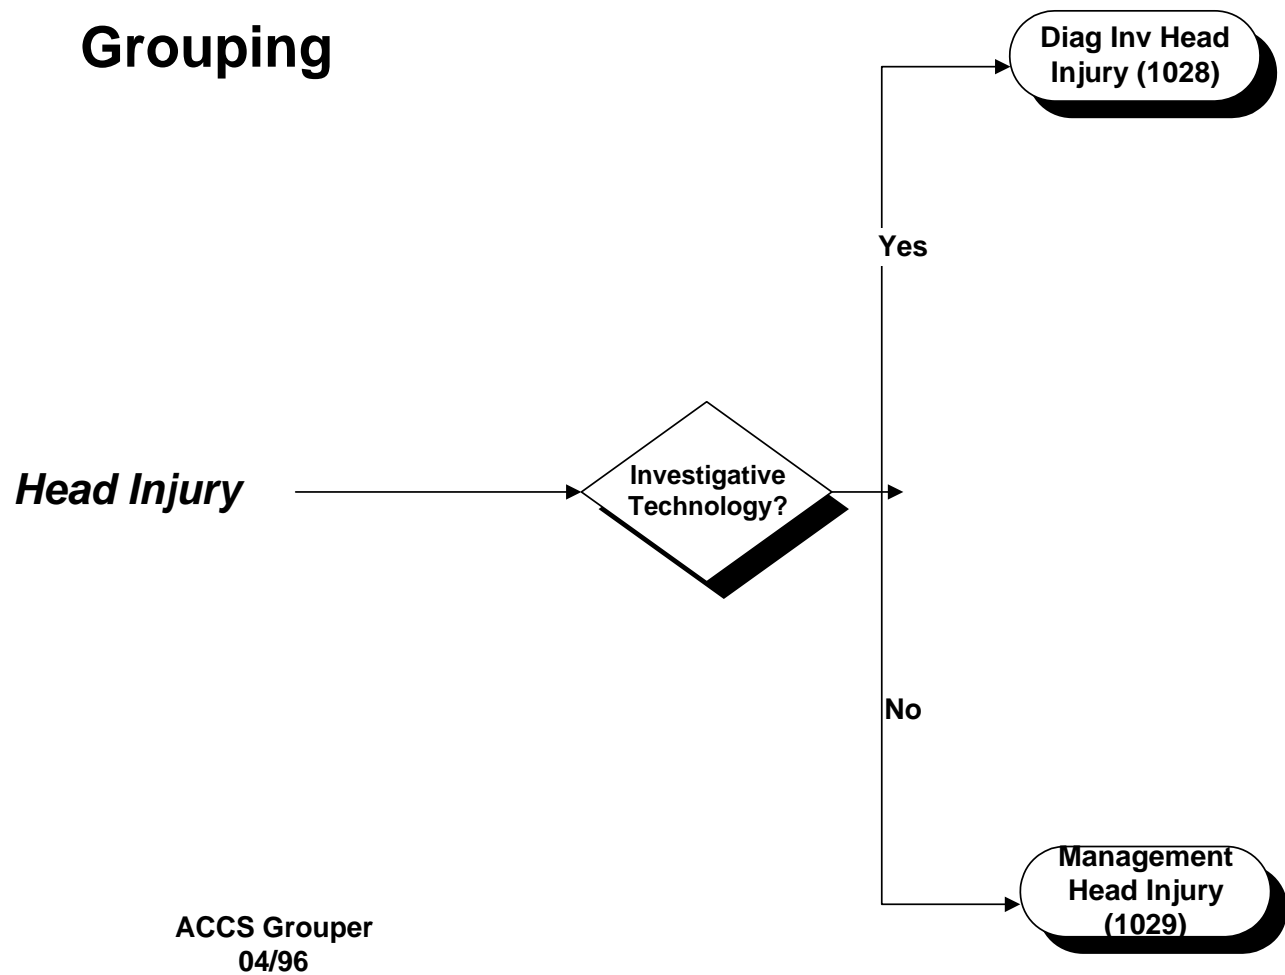 Grouping
Diag Inv Head
Injury (1028)
Yes
Head Injury
Investigative
Technology?
No
Management
Head Injury
(1029)
ACCS Grouper
04/96